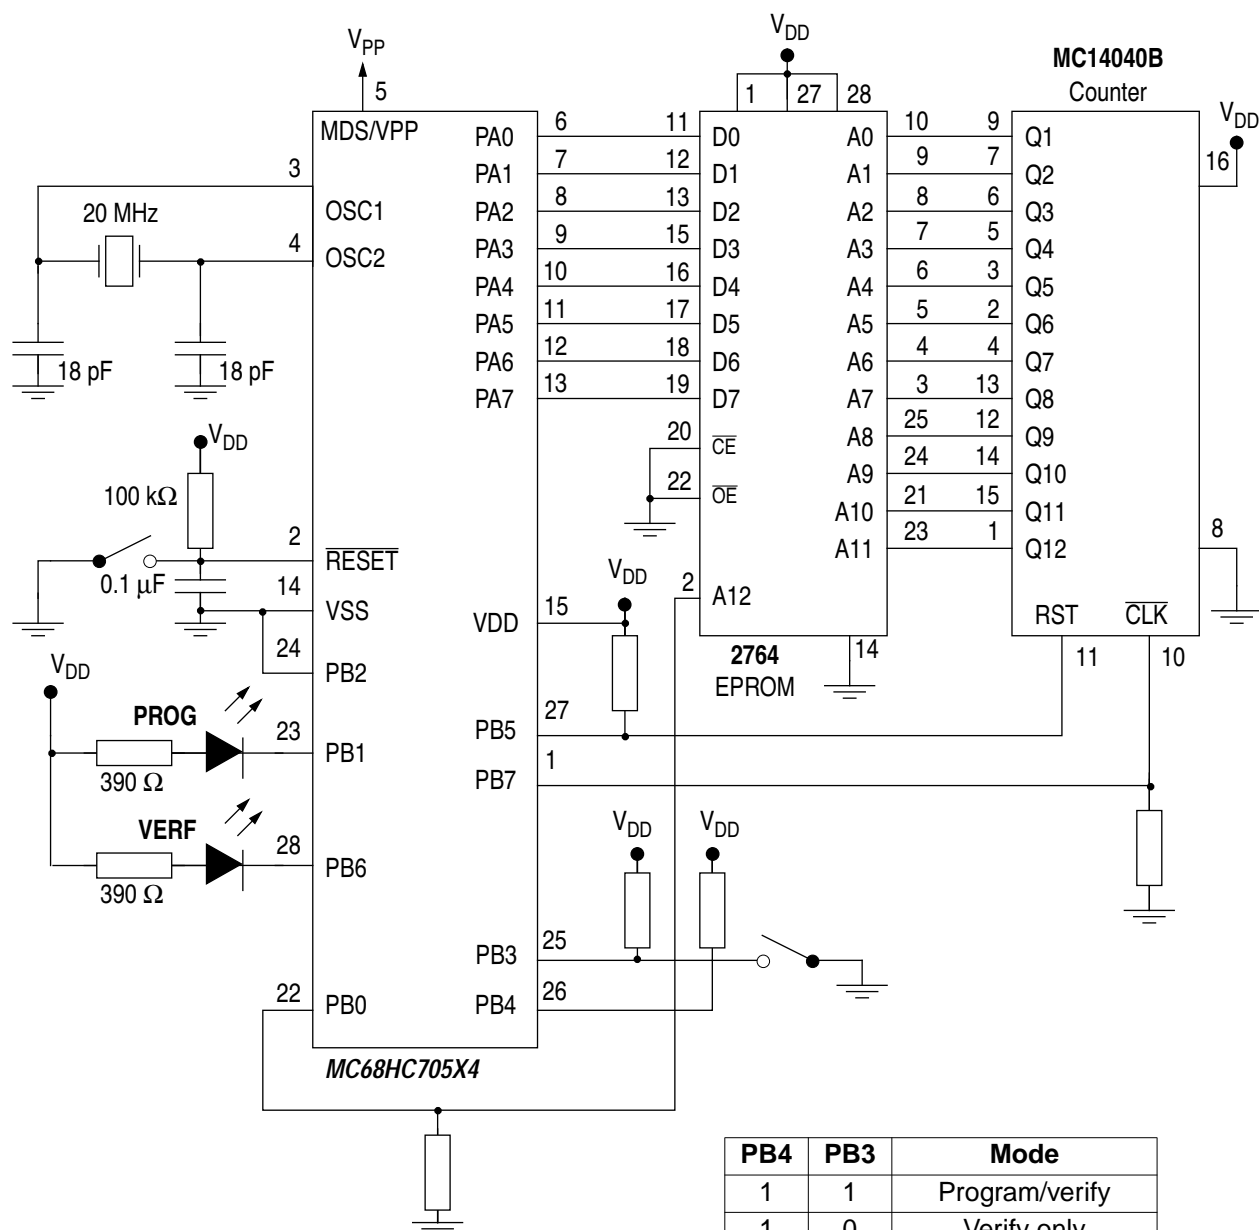 VPP
5
MDS/VPP
3
OSC1
20 MHz
4
OSC2
18 pF
18 pF
VDD
100 kΩ
2
RESET
0.1 μF
14
VSS
24
PB2
VDD
PROG
23
PB1
390 Ω
VERF
28
PB6
390 Ω
22
PB0
MC68HC705X4
PA0 6 11 D0
PA1 7 12 D1
PA2 8 13 D2
PA3 9 15 D3
PA4 10 16 D4
PA5 11 17 D5
PA6 12 18 D6
PA7 13 19 D7
20 CE
22 OE
VDD
15
VDD
27
PB5
1
PB7
VDD
VDD
25
PB3
26
PB4
VDD
1 27 28
2 A12
14
2764
EPROM
MC14040B
Counter
VDD
16
A0 10 9 Q1
A1 9 7 Q2
A2 8 6 Q3
A3 7 5 Q4
A4 6 3 Q5
A5 5 2 Q6
A6 4 4 Q7
A7 3 13 Q8
A8 25 12 Q9
A9 24 14 Q10
A10 21 15 Q11
A11 23 1 Q12
8
RST CLK
11 10
PB4 PB3 Mode
1 1 Program/verify
1 0 Verify only